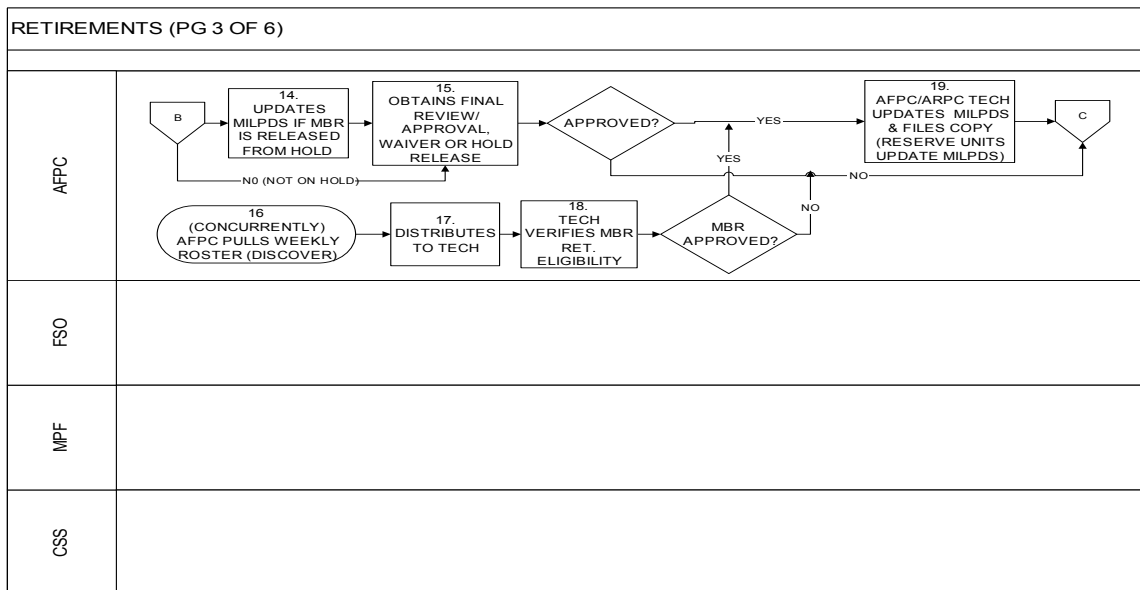 RETIREMENTS (PG 3 OF 6)
AFPC
B
14.
UPDATES
MILPDS IF MBR
IS RELEASED
FROM HOLD
15.
OBTAINS FINAL
REVIEW/
APPROVAL,
WAIVER OR HOLD
RELEASE
APPROVED?
YES
19.
AFPC/ARPC TECH
UPDATES MILPDS
& FILES COPY
(RESERVE UNITS
UPDATE MILPDS)
C
N0 (NOT ON HOLD)
YES
NO
NO
16
(CONCURRENTLY)
AFPC PULLS WEEKLY
ROSTER (DISCOVER)
17.
DISTRIBUTES
TO TECH
18.
TECH
VERIFIES MBR
RET.
ELIGIBILITY
MBR
APPROVED?
FSO
MPF
CSS